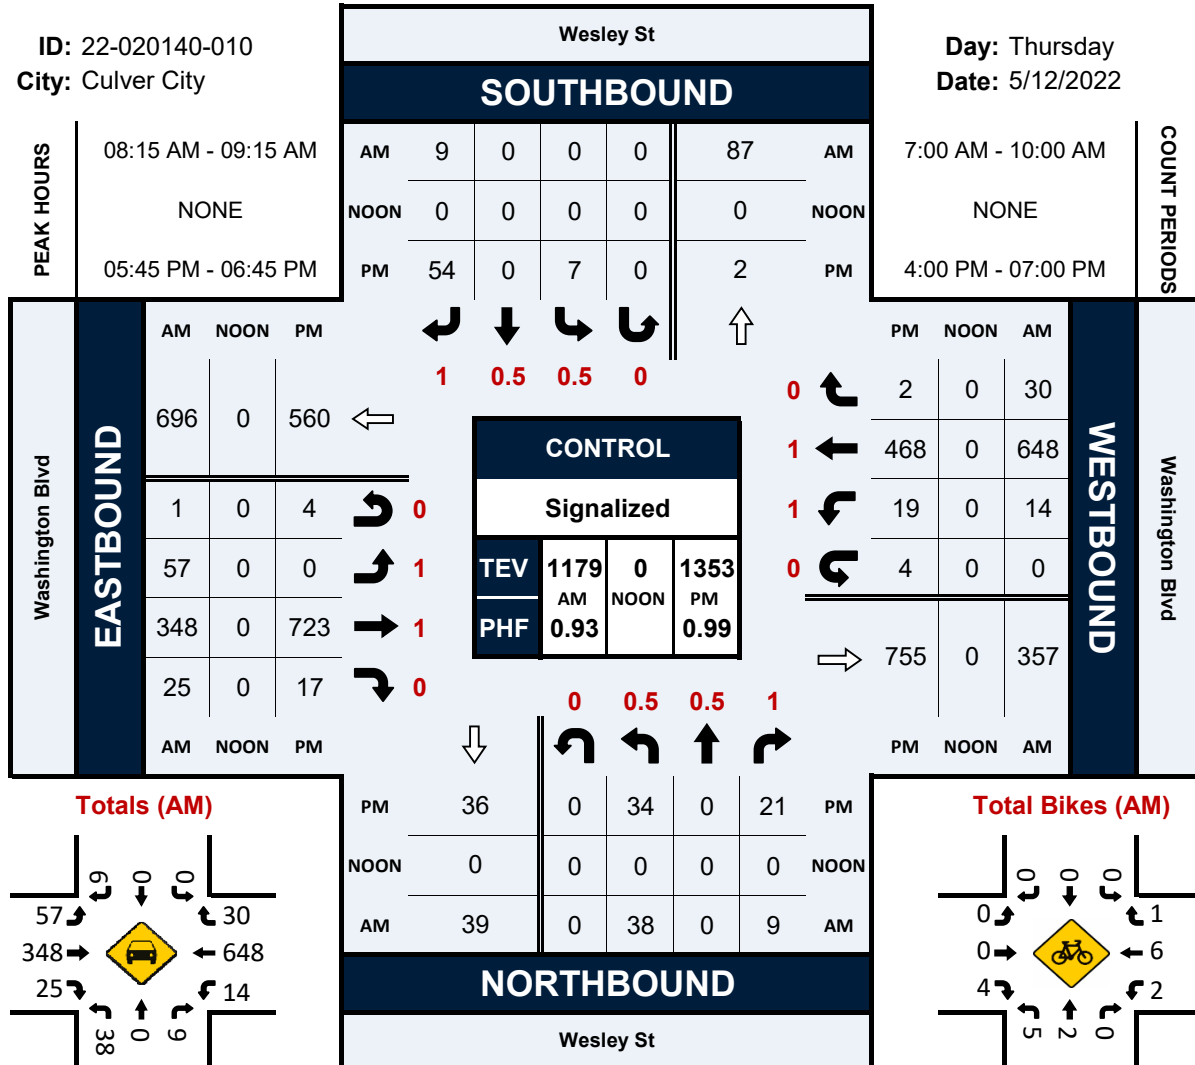 Wesley St
ID: 22-020140-010
Day: Thursday
City: Culver City
Date: 5/12/2022
SOUTHBOUND
PEAK HOURS
08:15 AM - 09:15 AM
NONE
05:45 PM - 06:45 PM
AM 9 0 0 0 87 AM
NOON 0 0 0 0 0 NOON
PM 54 0 7 0 2 PM
7:00 AM - 10:00 AM
NONE
4:00 PM - 07:00 PM
COUNT PERIODS
1 0.5 0.5 0
Washington Blvd
EASTBOUND
AM NOON PM
696 0 560
1 0 4 0
57 0 0 1
348 0 723 1
25 0 17 0
AM NOON PM
CONTROL
Signalized
TEV 1179 0 1353
AM NOON PM
PHF 0.93 0.99
PM NOON AM
0 2 0 30
1 468 0 648
1 19 0 14
0 4 0 0
755 0 357
PM NOON AM
WESTBOUND
Washington Blvd
0 0.5 0.5 1
PM 36 0 34 0 21 PM
NOON 0 0 0 0 0 NOON
AM 39 0 38 0 9 AM
NORTHBOUND
Wesley St
Totals (AM)
9 0 0
57 30
348 648
25 14
38 0 9
Total Bikes (AM)
0 0 0
0 1
0 6
4 2
5 2 0